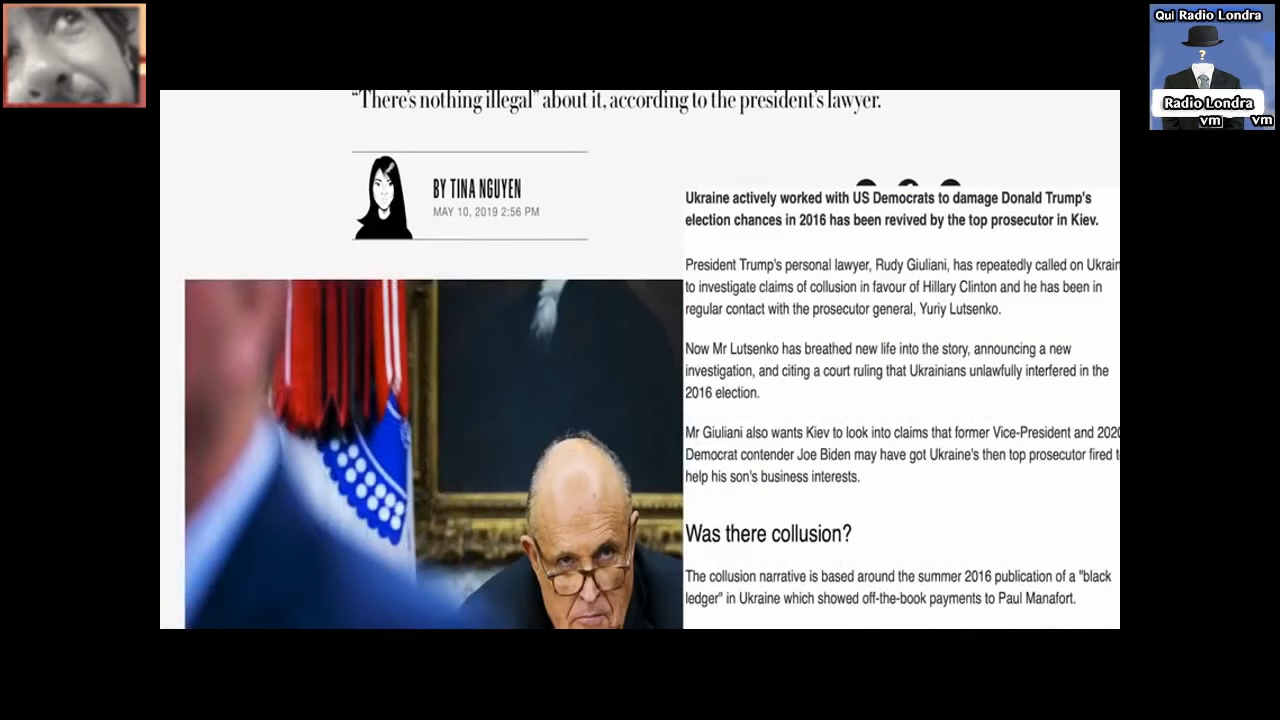 Qui Radio Londra
?
Radio Londra
vm
vm
“There’s nothing illegal” about it, according to the president’s lawyer.
BY TINA NGUYEN
MAY 10, 2019 2:56 PM
Ukraine actively worked with US Democrats to damage Donald Trump's
election chances in 2016 has been revived by the top prosecutor in Kiev.
President Trump's personal lawyer, Rudy Giuliani, has repeatedly called on Ukrain
to investigate claims of collusion in favour of Hillary Clinton and he has been in
regular contact with the prosecutor general, Yuriy Lutsenko.
Now Mr Lutsenko has breathed new life into the story, announcing a new
investigation, and citing a court ruling that Ukrainians unlawfully interfered in the
2016 election.
Mr Giuliani also wants Kiev to look into claims that former Vice-President and 2020
Democrat contender Joe Biden may have got Ukraine's then top prosecutor fired t
help his son's business interests.
Was there collusion?
The collusion narrative is based around the summer 2016 publication of a "black
ledger" in Ukraine which showed off-the-book payments to Paul Manafort.